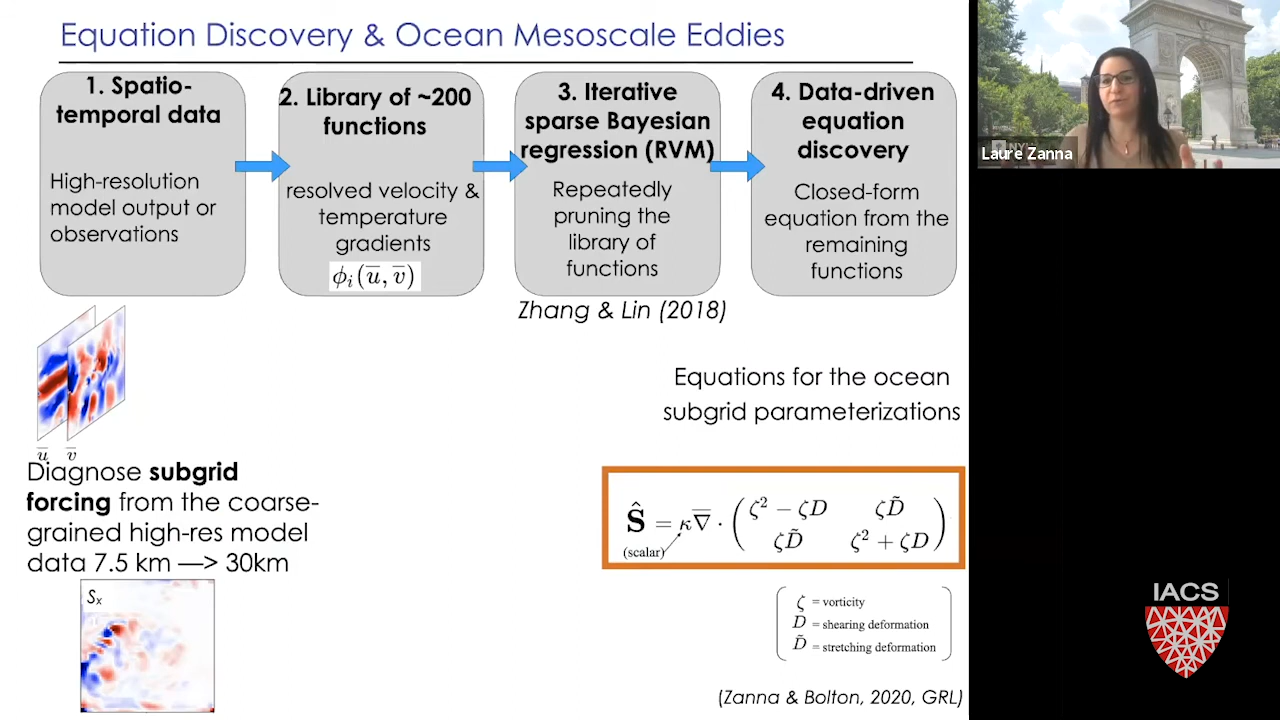 Equation Discovery & Ocean Mesoscale Eddies
1. Spatio-
temporal data
High-resolution
model output or
observations
2. Library of ~200
functions
resolved velocity &
temperature
gradients
ϕᵢ(u̅, v̅)
3. Iterative
sparse Bayesian
regression (RVM)
Repeatedly
pruning the
library of
functions
4. Data-driven
equation
discovery
Closed-form
equation from the
remaining
functions
Zhang & Lin (2018)
u̅ v̅
Diagnose subgrid
forcing from the coarse-
grained high-res model
data 7.5 km —> 30km
Sₓ
Equations for the ocean
subgrid parameterizations
Ŝ = κ∇̅ · ( ζ² − ζD ζD̃
ζD̃ ζ² + ζD )
(scalar)
ζ = vorticity
D = shearing deformation
D̃ = stretching deformation
(Zanna & Bolton, 2020, GRL)
Laure Zanna
IACS